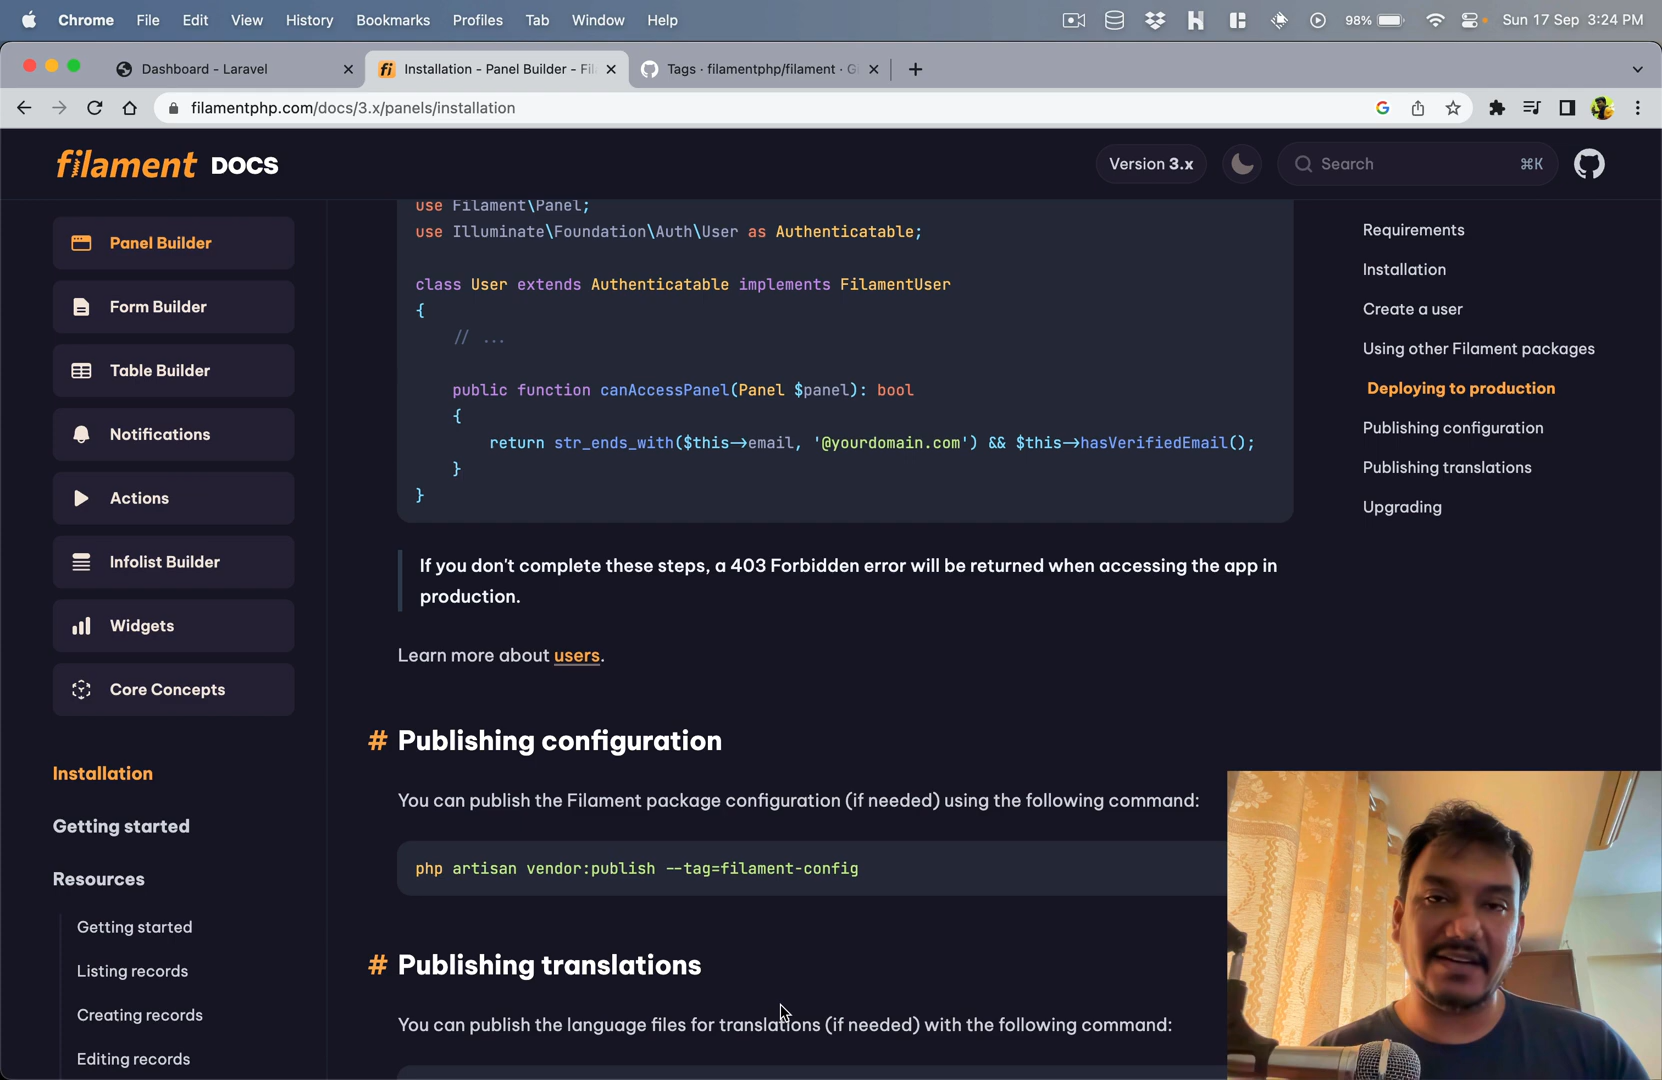 Chrome File Edit View History Bookmarks Profiles Tab Window Help 98% Sun 17 Sep 3:24 PM
Dashboard - Laravel Installation - Panel Builder - Fil Tags · filamentphp/filament · G
filamentphp.com/docs/3.x/panels/installation
filament DOCS Version 3.x Search ⌘K
Panel Builder
Form Builder
Table Builder
Notifications
Actions
Infolist Builder
Widgets
Core Concepts
Installation
Getting started
Resources
Getting started
Listing records
Creating records
Editing records
use Filament\Panel;
use Illuminate\Foundation\Auth\User as Authenticatable;
class User extends Authenticatable implements FilamentUser
{
// ...
public function canAccessPanel(Panel $panel): bool
{
return str_ends_with($this->email, '@yourdomain.com') && $this->hasVerifiedEmail();
}
}
If you don't complete these steps, a 403 Forbidden error will be returned when accessing the app in
production.
Learn more about users.
# Publishing configuration
You can publish the Filament package configuration (if needed) using the following command:
php artisan vendor:publish --tag=filament-config
# Publishing translations
You can publish the language files for translations (if needed) with the following command:
Requirements
Installation
Create a user
Using other Filament packages
Deploying to production
Publishing configuration
Publishing translations
Upgrading